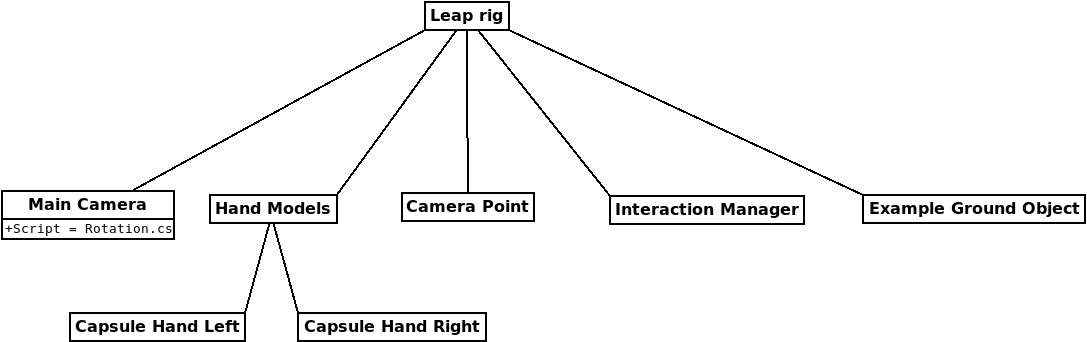 Leap rig
Main Camera
+Script = Rotation.cs
Hand Models
Camera Point
Interaction Manager
Example Ground Object
Capsule Hand Left
Capsule Hand Right